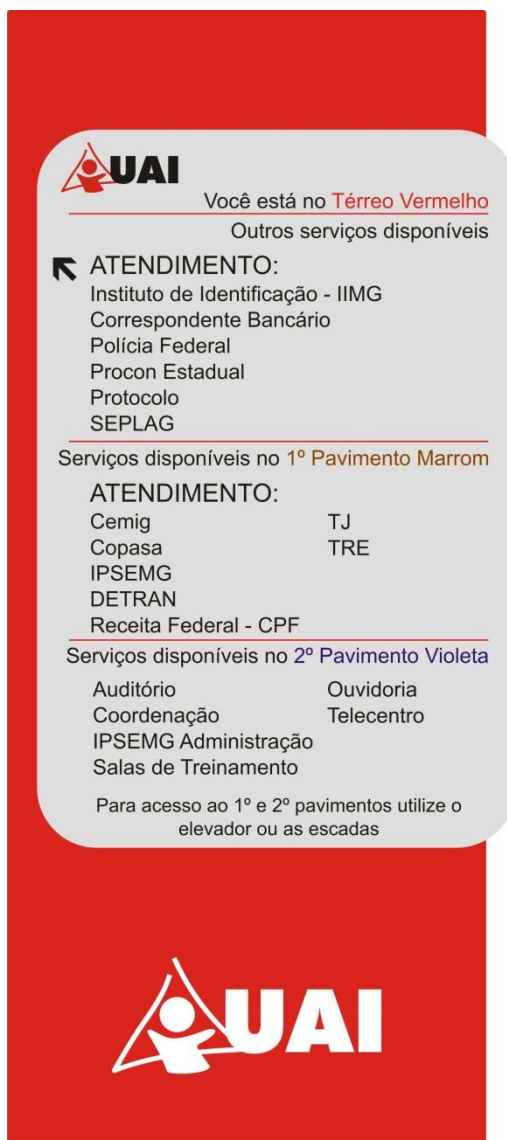 UAI
Você está no Térreo Vermelho
Outros serviços disponíveis
ATENDIMENTO:
Instituto de Identificação - IIMG
Correspondente Bancário
Polícia Federal
Procon Estadual
Protocolo
SEPLAG
Serviços disponíveis no 1º Pavimento Marrom
ATENDIMENTO:
Cemig TJ
Copasa TRE
IPSEMG
DETRAN
Receita Federal - CPF
Serviços disponíveis no 2º Pavimento Violeta
Auditório Ouvidoria
Coordenação Telecentro
IPSEMG Administração
Salas de Treinamento
Para acesso ao 1º e 2º pavimentos utilize o
elevador ou as escadas
UAI